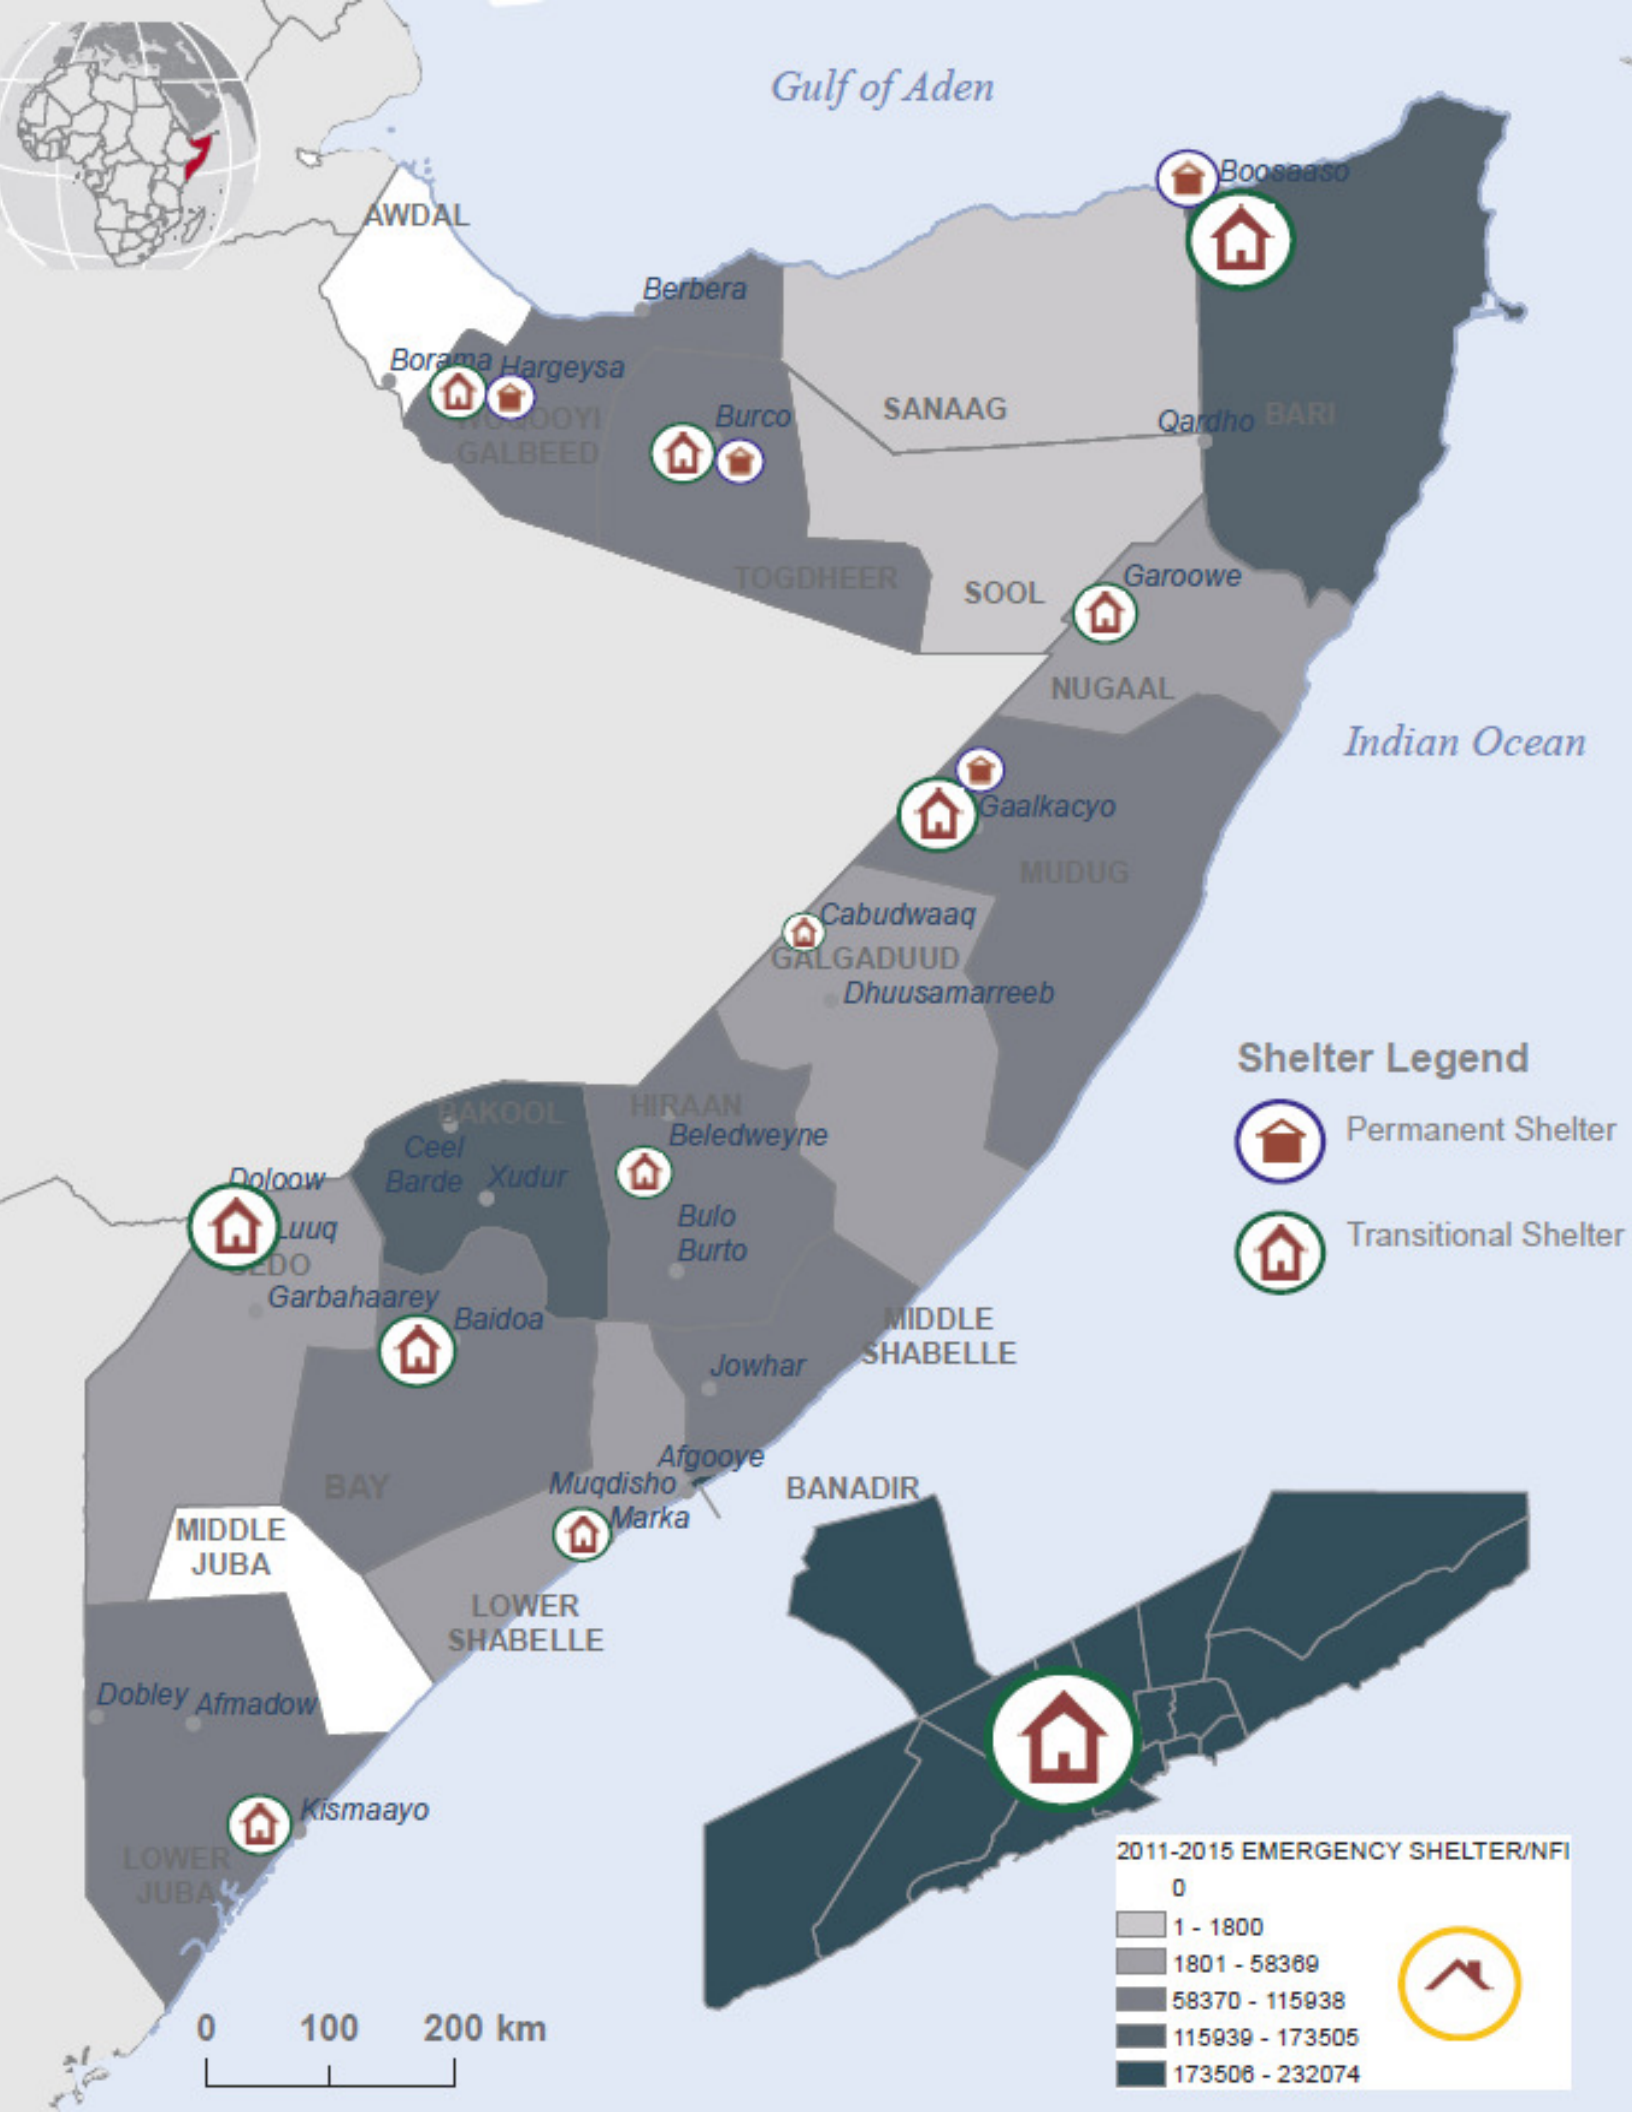 Gulf of Aden
Boosaaso
AWDAL
Berbera
Borama
Hargeysa
WOQOOYI
GALBEED
Burco
SANAAG
Qardho
BARI
TOGDHEER
SOOL
Garoowe
NUGAAL
Indian Ocean
Gaalkacyo
MUDUG
Cabudwaaq
GALGADUUD
Dhuusamarreeb
Shelter Legend
Permanent Shelter
Transitional Shelter
BAKOOL
HIRAAN
Beledweyne
Ceel
Barde
Xudur
Doloow
Luuq
GEDO
Bulo
Burto
Garbahaarey
Baidoa
MIDDLE
SHABELLE
Jowhar
Afgooye
Muqdisho
Marka
BANADIR
BAY
MIDDLE
JUBA
LOWER
SHABELLE
Dobley
Afmadow
Kismaayo
LOWER
JUBA
0 100 200 km
2011-2015 EMERGENCY SHELTER/NFI
0
1 - 1800
1801 - 58369
58370 - 115938
115939 - 173505
173506 - 232074